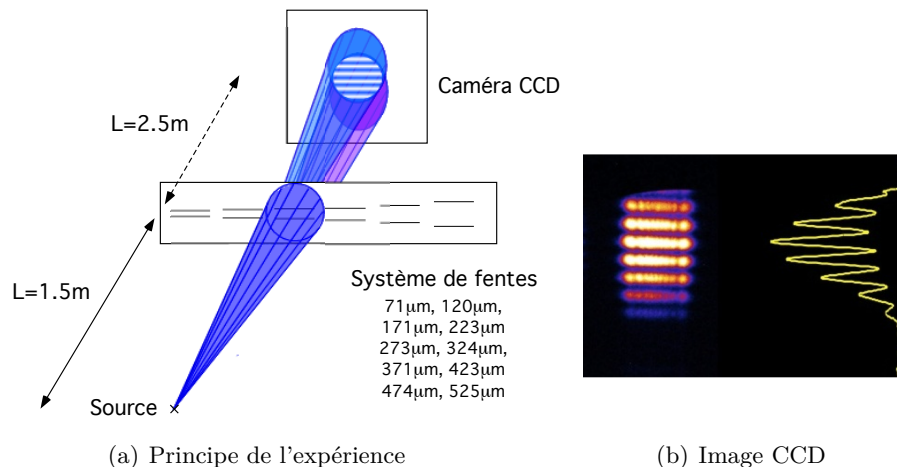 Caméra CCD
L=2.5m
L=1.5m
Système de fentes
71μm, 120μm,
171μm, 223μm
273μm, 324μm,
371μm, 423μm
474μm, 525μm
Source
(a) Principe de l'expérience
(b) Image CCD